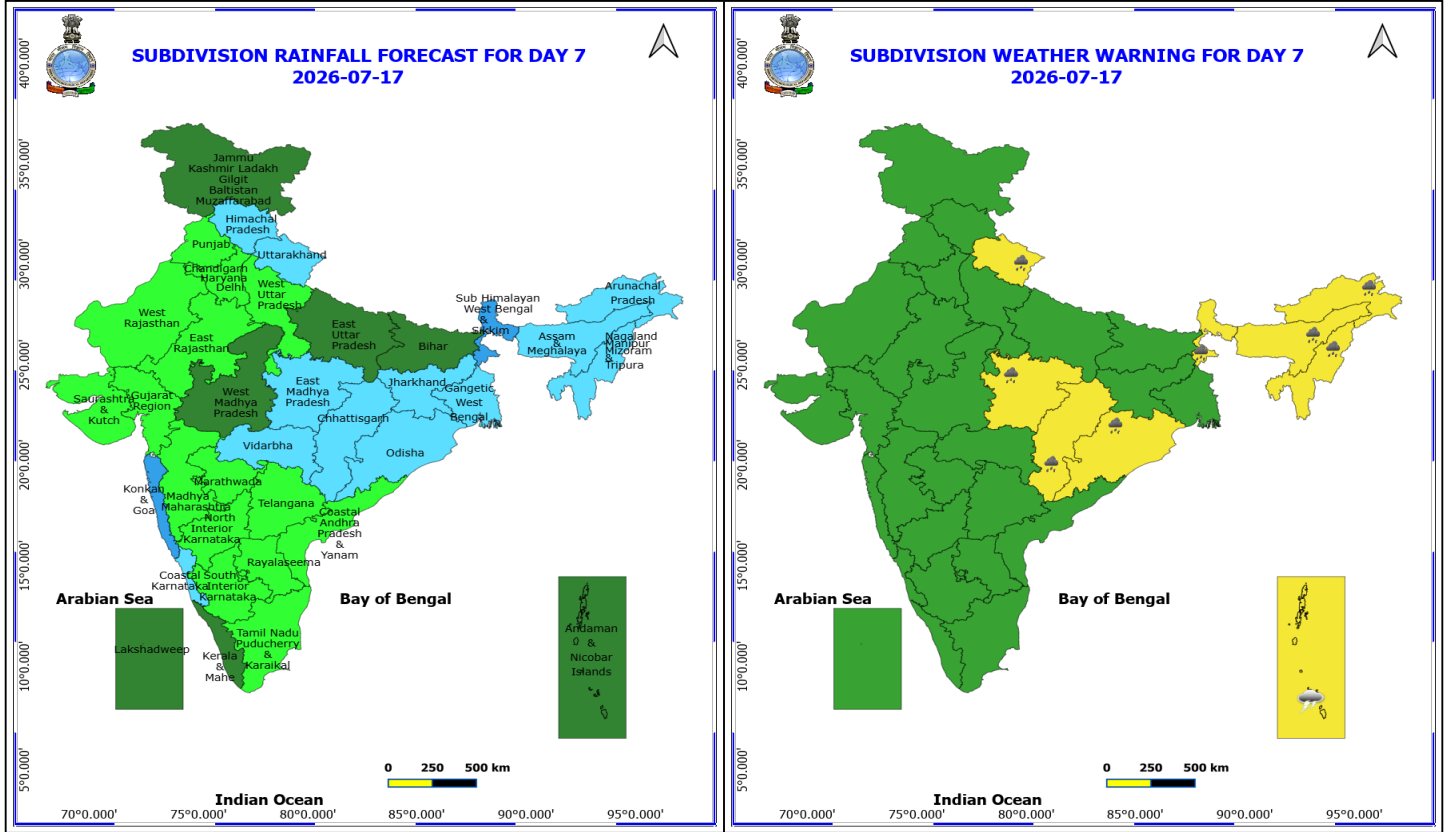 SUBDIVISION RAINFALL FORECAST FOR DAY 7
2026-07-17
40°0.000'
35°0.000'
30°0.000'
25°0.000'
20°0.000'
15°0.000'
10°0.000'
5°0.000'
Jammu
Kashmir Ladakh
Gilgit
Baltistan
Muzaffarabad
Himachal
Pradesh
Punjab
Uttarakhand
Chandigarh
Haryana
Delhi
West
Uttar
Pradesh
West
Rajasthan
East
Rajasthan
East
Uttar
Pradesh
Bihar
Sub Himalayan
West Bengal
&
Sikkim
Arunachal
Pradesh
Assam
&
Meghalaya
Nagaland
Manipur
Mizoram
&
Tripura
Saurashtra
&
Kutch
Gujarat
Region
West
Madhya
Pradesh
East
Madhya
Pradesh
Jharkhand
Gangetic
West
Bengal
Chhattisgarh
Vidarbha
Odisha
Konkan
&
Goa
Marathwada
Madhya
Maharashtra
North
Interior
Karnataka
Telangana
Coastal
Andhra
Pradesh
&
Yanam
Rayalaseema
Coastal
Karnataka
South
Interior
Karnataka
Tamil Nadu
Puducherry
&
Karaikal
Kerala
&
Mahe
Lakshadweep
Andaman
&
Nicobar
Islands
Arabian Sea
Bay of Bengal
Indian Ocean
0 250 500 km
70°0.000' 75°0.000' 80°0.000' 85°0.000' 90°0.000' 95°0.000'
SUBDIVISION WEATHER WARNING FOR DAY 7
2026-07-17
40°0.000'
35°0.000'
30°0.000'
25°0.000'
20°0.000'
15°0.000'
10°0.000'
5°0.000'
Arabian Sea
Bay of Bengal
Indian Ocean
0 250 500 km
70°0.000' 75°0.000' 80°0.000' 85°0.000' 90°0.000' 95°0.000'